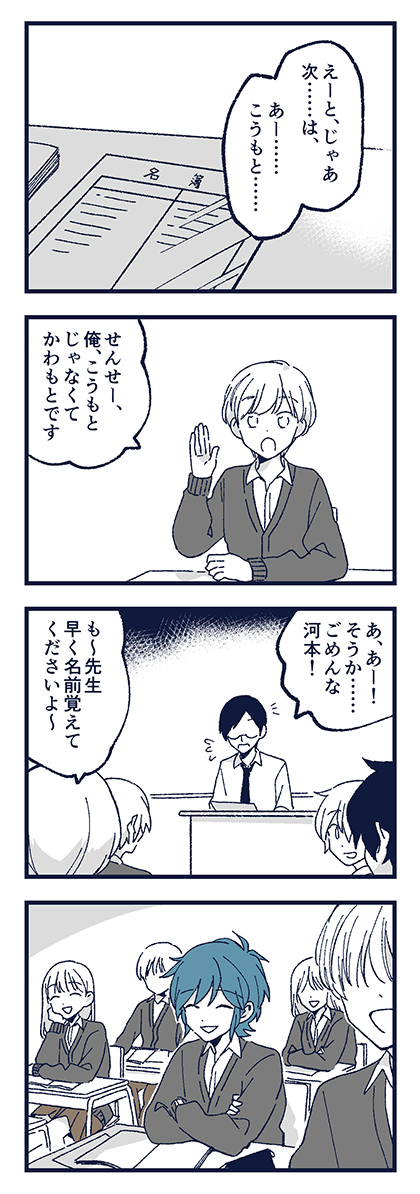 えーと、じゃあ
次……は、
あー……
こうもと……
名簿
せんせー、
俺、こうもと
じゃなくて
かわもとです
あ、あー！
そうか……
ごめんな
河本！
も～先生
早く名前覚えて
くださいよ～